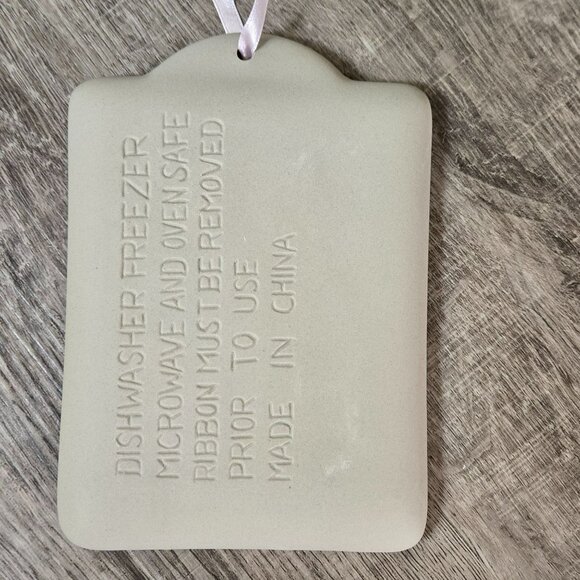 DISHWASHER FREEZER
MICROWAVE AND OVEN SAFE
RIBBON MUST BE REMOVED
PRIOR TO USE
MADE IN CHINA